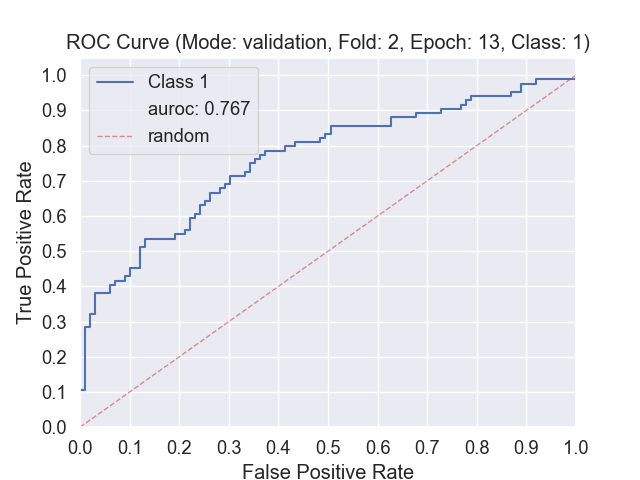 ROC Curve (Mode: validation, Fold: 2, Epoch: 13, Class: 1)
Class 1
auroc: 0.767
random
True Positive Rate
1.0
0.9
0.8
0.7
0.6
0.5
0.4
0.3
0.2
0.1
0.0
0.0 0.1 0.2 0.3 0.4 0.5 0.6 0.7 0.8 0.9 1.0
False Positive Rate